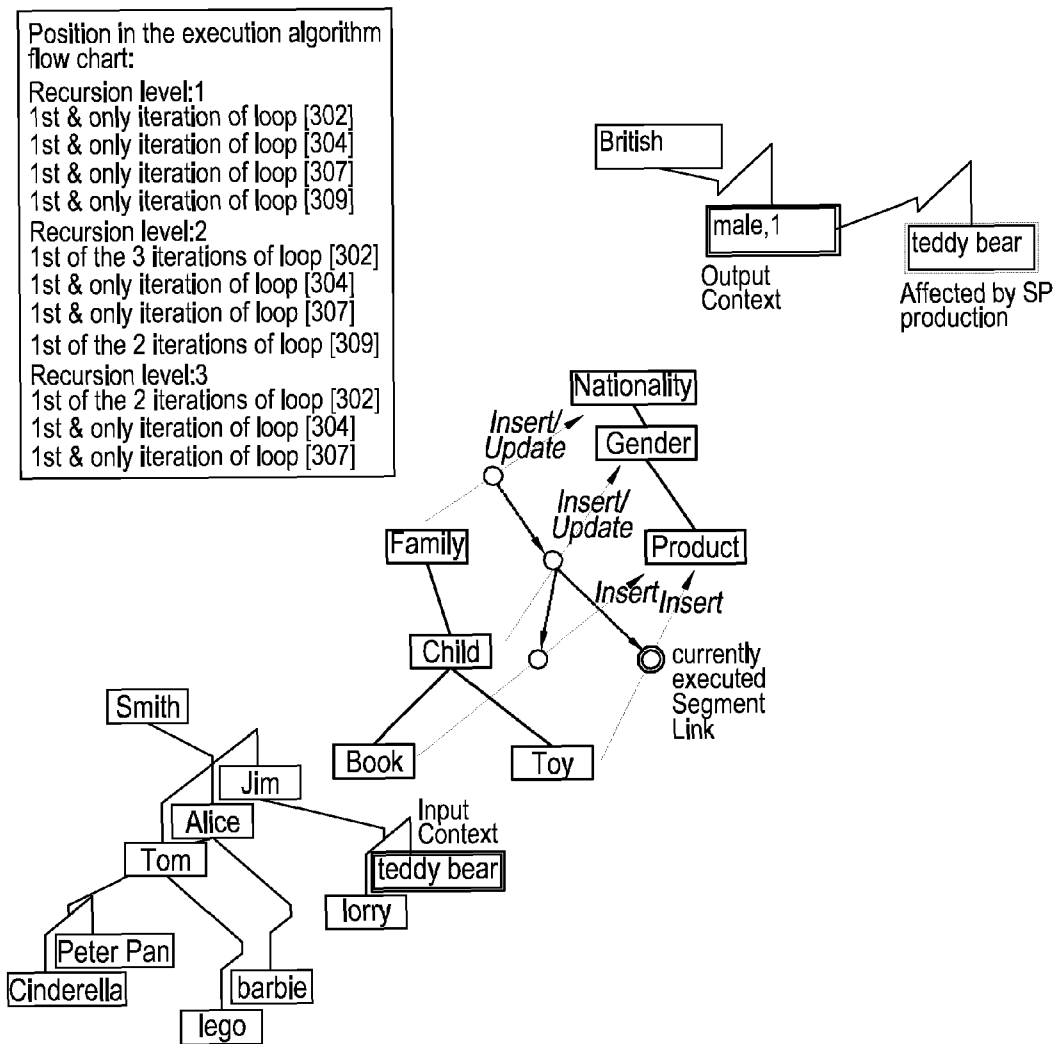 Position in the execution algorithm
flow chart:
Recursion level:1
1st & only iteration of loop [302]
1st & only iteration of loop [304]
1st & only iteration of loop [307]
1st & only iteration of loop [309]
Recursion level:2
1st of the 3 iterations of loop [302]
1st & only iteration of loop [304]
1st & only iteration of loop [307]
1st of the 2 iterations of loop [309]
Recursion level:3
1st of the 2 iterations of loop [302]
1st & only iteration of loop [304]
1st & only iteration of loop [307]
British
male,1
Output
Context
teddy bear
Affected by SP
production
Nationality
Insert/
Update
Gender
Insert/
Update
Family
Product
Insert
Insert
Child
currently
executed
Segment
Link
Book
Toy
Smith
Jim
Alice
Tom
Input
Context
teddy bear
lorry
Peter Pan
Cinderella
barbie
lego